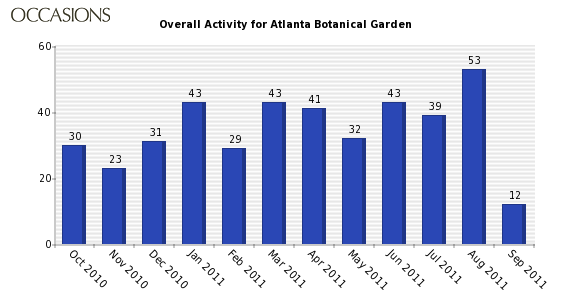 OCCASIONS
Overall Activity for Atlanta Botanical Garden
60
40
20
0
30
23
31
43
29
43
41
32
43
39
53
12
Oct 2010
Nov 2010
Dec 2010
Jan 2011
Feb 2011
Mar 2011
Apr 2011
May 2011
Jun 2011
Jul 2011
Aug 2011
Sep 2011